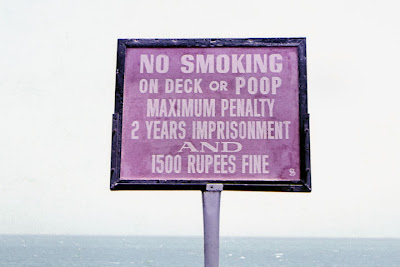 NO SMOKING
ON DECK OR POOP
MAXIMUM PENALTY
2 YEARS IMPRISONMENT
AND
1500 RUPEES FINE